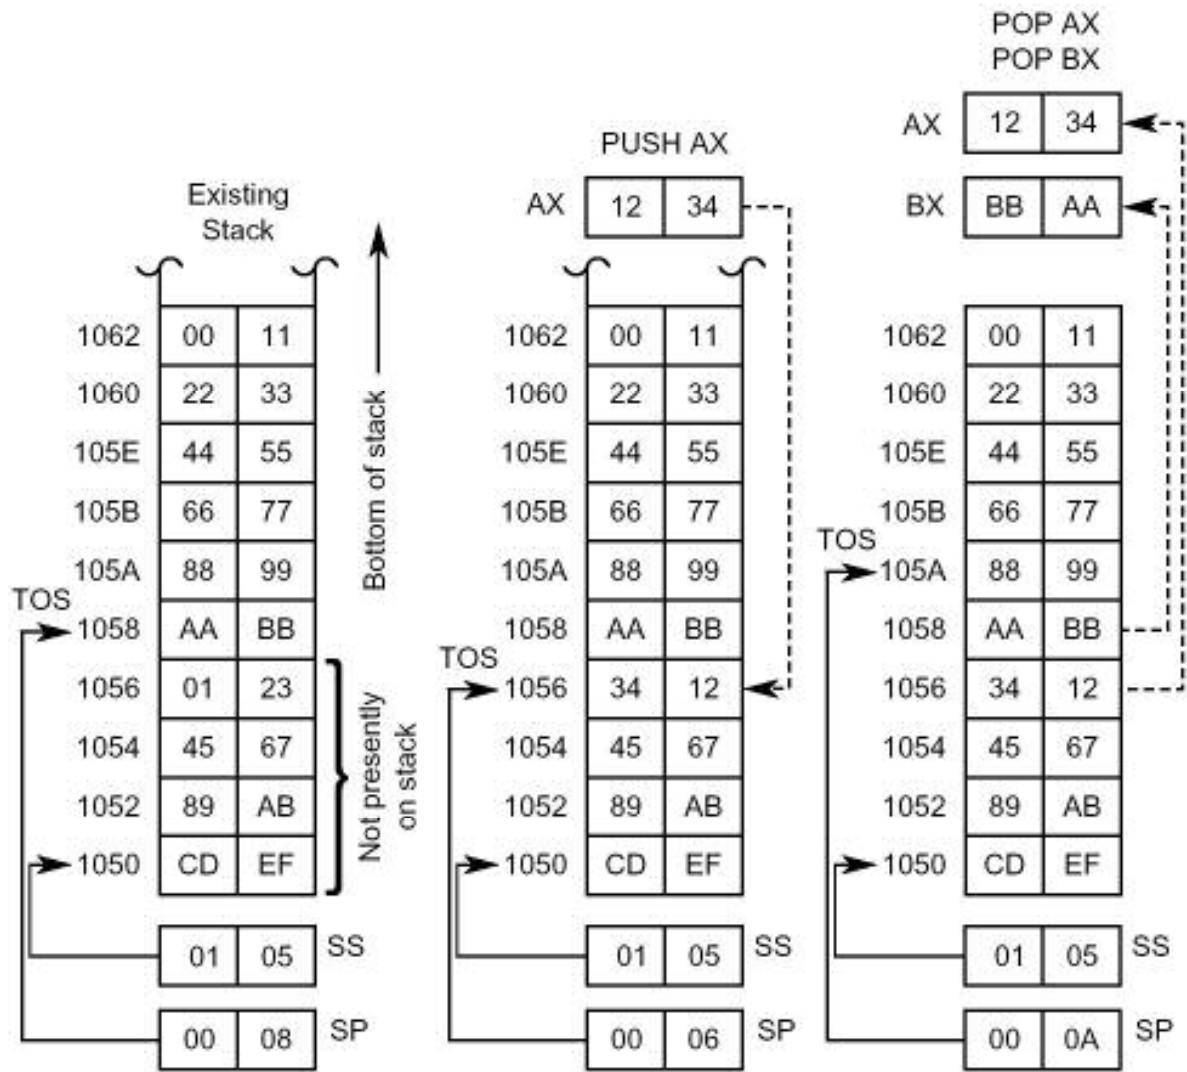 POP AX
POP BX
AX 12 34
PUSH AX
Existing
Stack
AX 12 34
BX BB AA
1062 00 11
1060 22 33
105E 44 55
105B 66 77
105A 88 99
TOS
1058 AA BB
1056 01 23
1054 45 67
1052 89 AB
1050 CD EF
01 05 SS
00 08 SP
Bottom of stack
Not presently
on stack
1062 00 11
1060 22 33
105E 44 55
105B 66 77
105A 88 99
1058 AA BB
TOS
1056 34 12
1054 45 67
1052 89 AB
1050 CD EF
01 05 SS
00 06 SP
1062 00 11
1060 22 33
105E 44 55
105B 66 77
TOS
105A 88 99
1058 AA BB
1056 34 12
1054 45 67
1052 89 AB
1050 CD EF
01 05 SS
00 0A SP